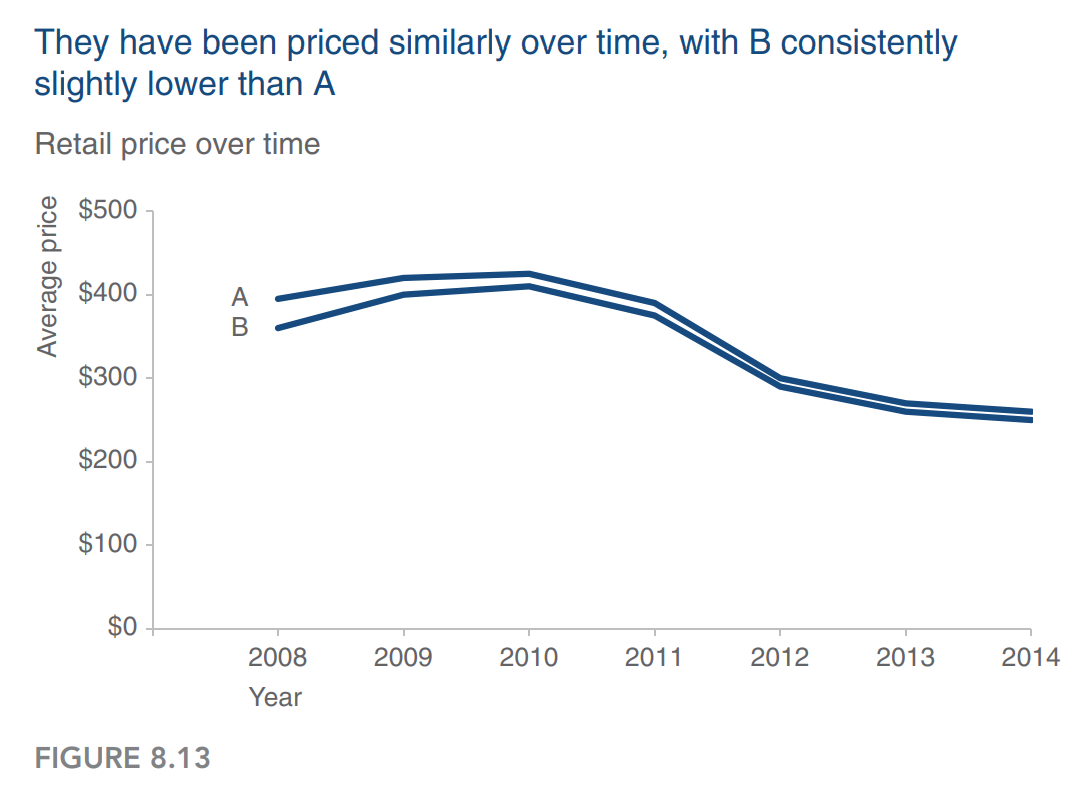 They have been priced similarly over time, with B consistently
slightly lower than A
Retail price over time
Average price
$500
$400
$300
$200
$100
$0
A
B
2008 2009 2010 2011 2012 2013 2014
Year
FIGURE 8.13